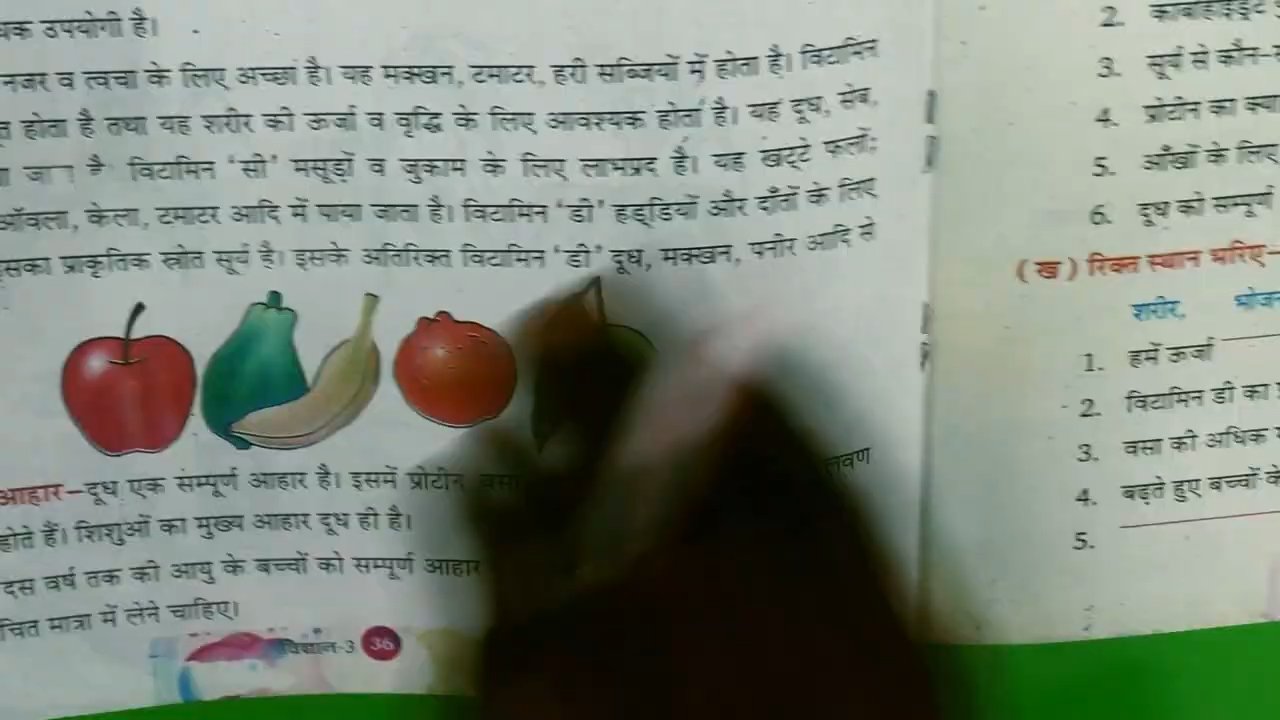 उपयोगी है।
नजर व त्वचा के लिए अच्छा है। यह मक्खन, टमाटर, हरी सब्जियों में होता है। विटामिन
होता है तथा यह शरीर की ऊर्जा व वृद्धि के लिए आवश्यक होता है। यह दूध, सेब,
विटामिन ‘सी’ मसूड़ों व जुकाम के लिए लाभप्रद है। यह खट्टे फलों;
आँवला, केला, टमाटर आदि में पाया जाता है। विटामिन ‘डी’ हड्डियों और दाँतों के लिए
प्राकृतिक स्रोत सूर्य है। इसके अतिरिक्त विटामिन ‘डी’ दूध, मक्खन, पनीर आदि से
आहार–दूध एक संपूर्ण आहार है। इसमें प्रोटीन वसा
होते हैं। शिशुओं का मुख्य आहार दूध ही है।
दस वर्ष तक की आयु के बच्चों को सम्पूर्ण आहार
मात्रा में लेने चाहिए।
विज्ञान-3 36
2.
3. सूर्य से कौन-
4. प्रोटीन का
5. आँखों के लिए
6. दूध को सम्पूर्ण
(ख) रिक्त स्थान भरिए–
शरीर,
1. हमें ऊर्जा
2. विटामिन डी का
3. वसा की अधिक
4. बढ़ते हुए बच्चों के
5.